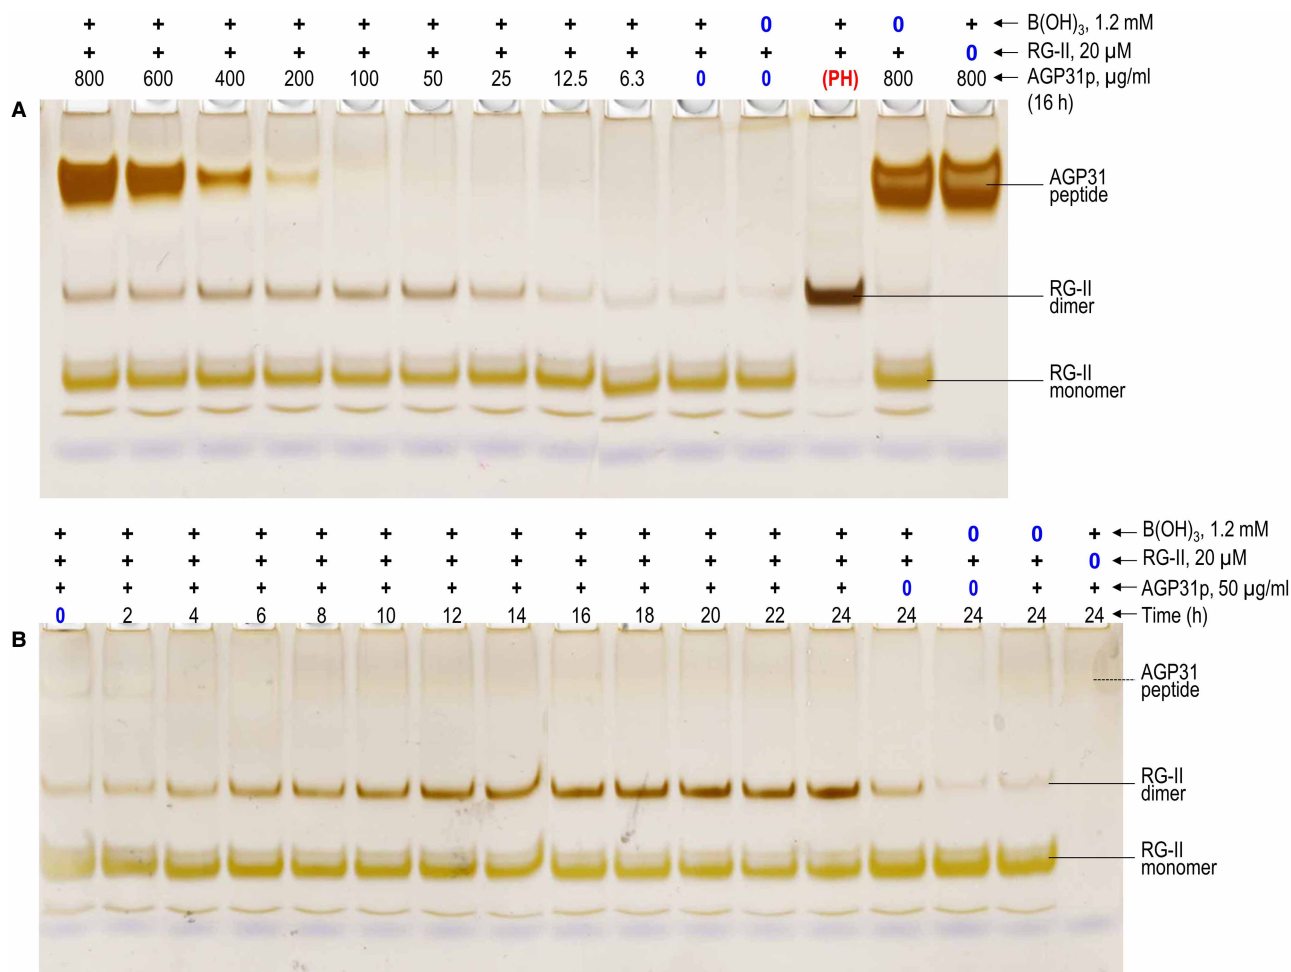 + + + + + + + + + + 0 + 0 + B(OH)₃, 1.2 mM
+ + + + + + + + + + + + + 0 RG-II, 20 µM
800 600 400 200 100 50 25 12.5 6.3 0 0 (PH) 800 800 AGP31p, µg/ml
(16 h)
A
AGP31
peptide
RG-II
dimer
RG-II
monomer
+ + + + + + + + + + + + + + 0 0 + B(OH)₃, 1.2 mM
+ + + + + + + + + + + + + + + + 0 RG-II, 20 µM
+ + + + + + + + + + + + + 0 0 + + AGP31p, 50 µg/ml
0 2 4 6 8 10 12 14 16 18 20 22 24 24 24 24 24 Time (h)
B
AGP31
peptide
RG-II
dimer
RG-II
monomer